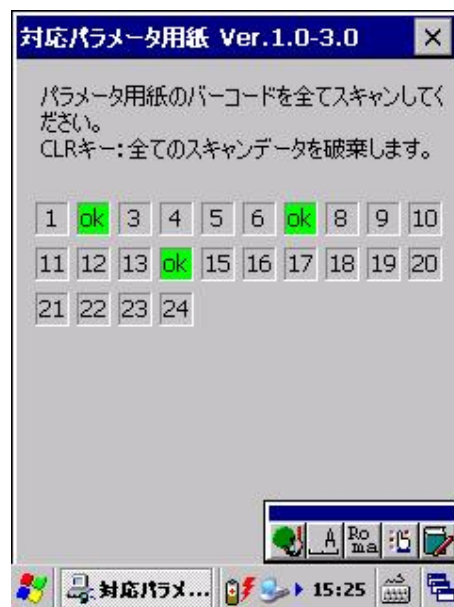 対応パラメータ用紙 Ver.1.0-3.0
パラメータ用紙のバーコードを全てスキャンしてく
ださい。
CLRキー:全てのスキャンデータを破棄します。
1 ok 3 4 5 6 ok 8 9 10
11 12 13 ok 15 16 17 18 19 20
21 22 23 24
A Ro
ma
対応パラメ... 15:25